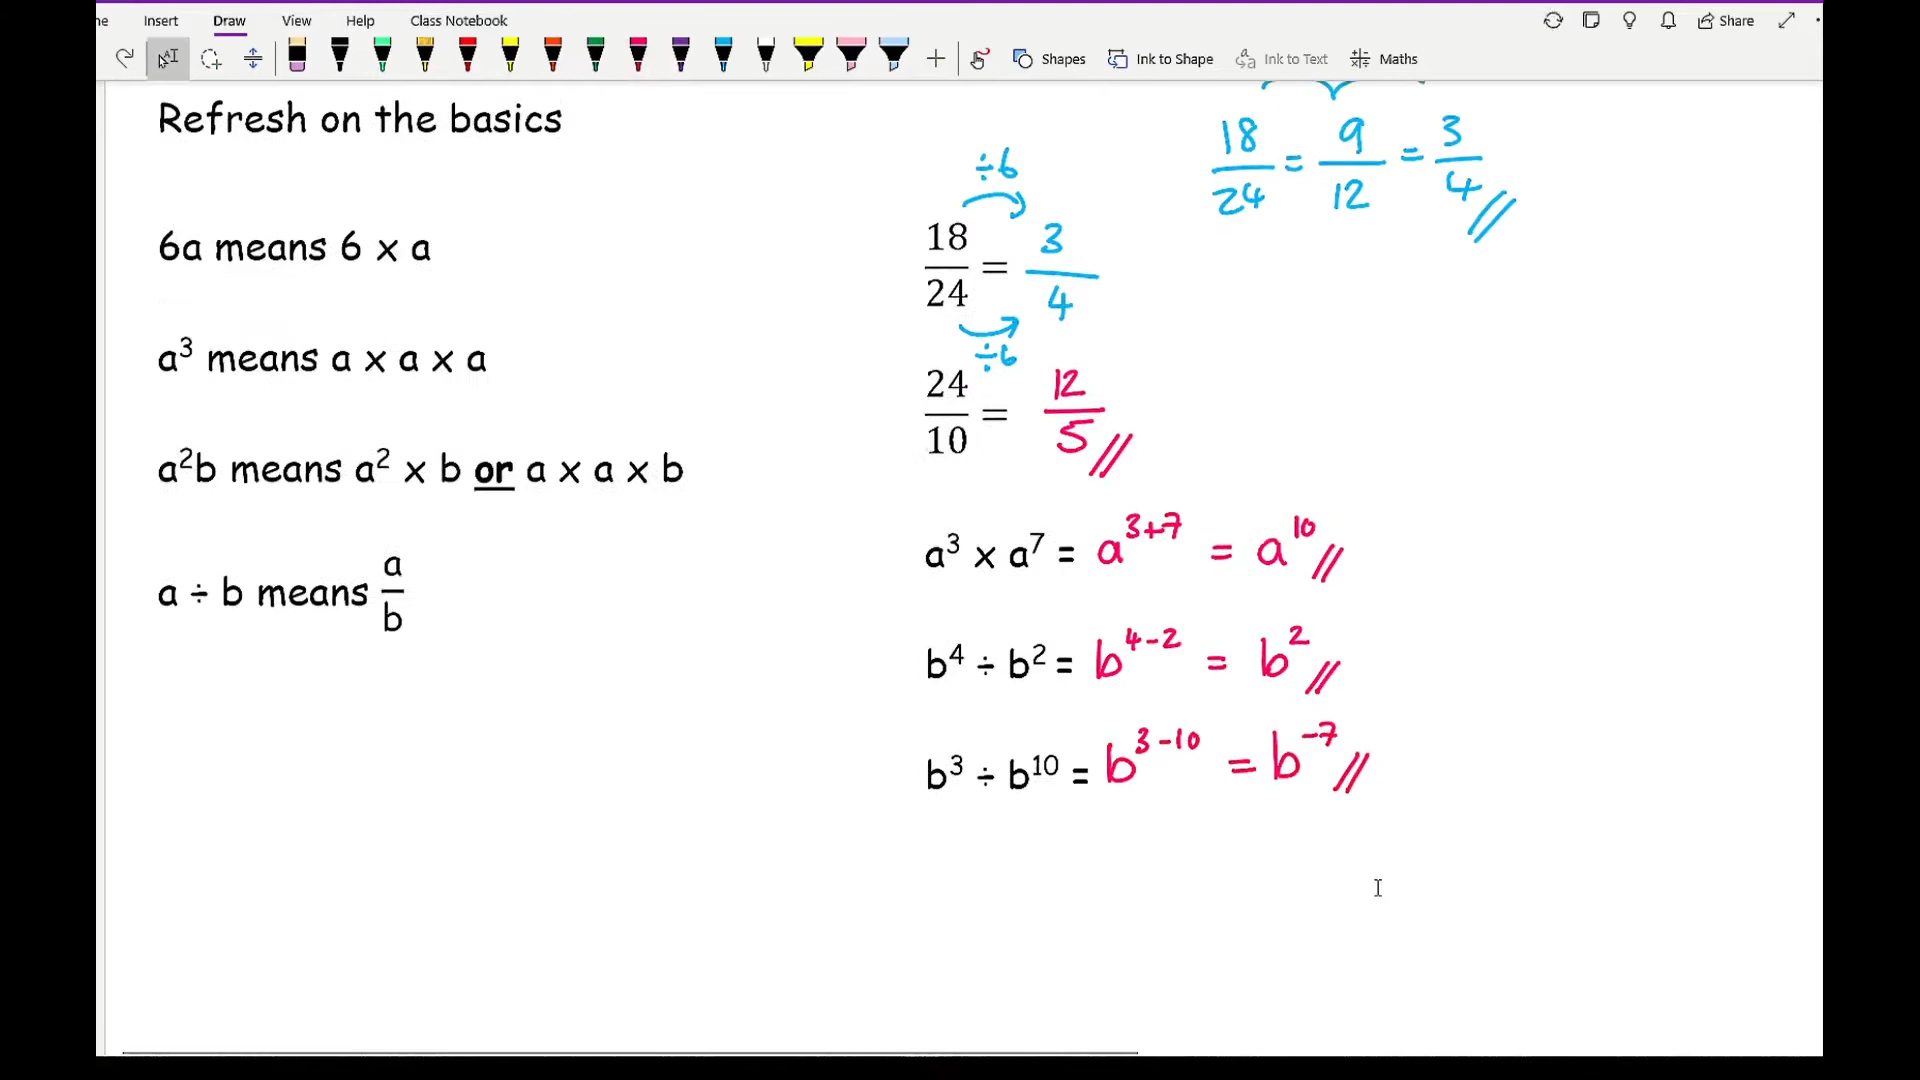 ne Insert Draw View Help Class Notebook Share
Shapes Ink to Shape Ink to Text Maths
Refresh on the basics
6a means 6 x a
a³ means a x a x a
a²b means a² x b or a x a x b
a ÷ b means a/b
18/24 = 9/12 = 3/4
÷6
18/24 = 3/4
÷6
24/10 = 12/5
a³ x a⁷ = a³⁺⁷ = a¹⁰
b⁴ ÷ b² = b⁴⁻² = b²
b³ ÷ b¹⁰ = b³⁻¹⁰ = b⁻⁷